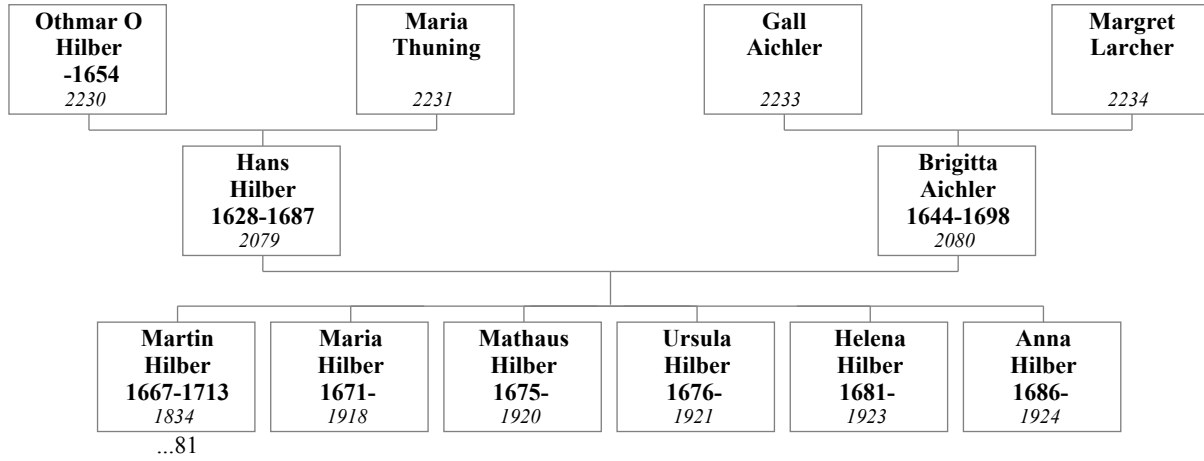 Othmar O
Hilber
-1654
2230
Maria
Thuning
2231
Gall
Aichler
2233
Margret
Larcher
2234
Hans
Hilber
1628-1687
2079
Brigitta
Aichler
1644-1698
2080
Martin
Hilber
1667-1713
1834
...81
Maria
Hilber
1671-
1918
Mathaus
Hilber
1675-
1920
Ursula
Hilber
1676-
1921
Helena
Hilber
1681-
1923
Anna
Hilber
1686-
1924